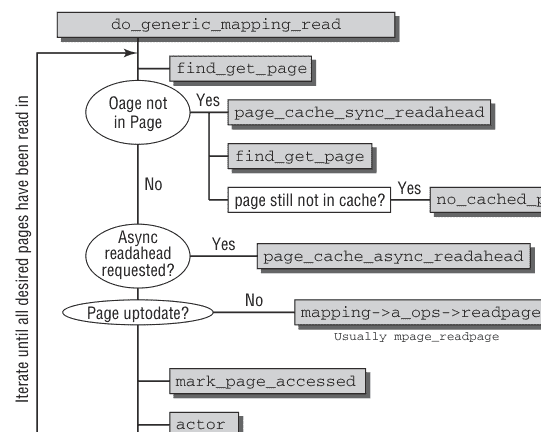 do_generic_mapping_read
find_get_page
Oage not
in Page
Yes
page_cache_sync_readahead
find_get_page
page still not in cache?
Yes
no_cached_p
No
Async
readahead
requested?
Yes
page_cache_async_readahead
Page uptodate?
No
mapping->a_ops->readpage
Usually mpage_readpage
mark_page_accessed
actor
Iterate until all desired pages have been read in